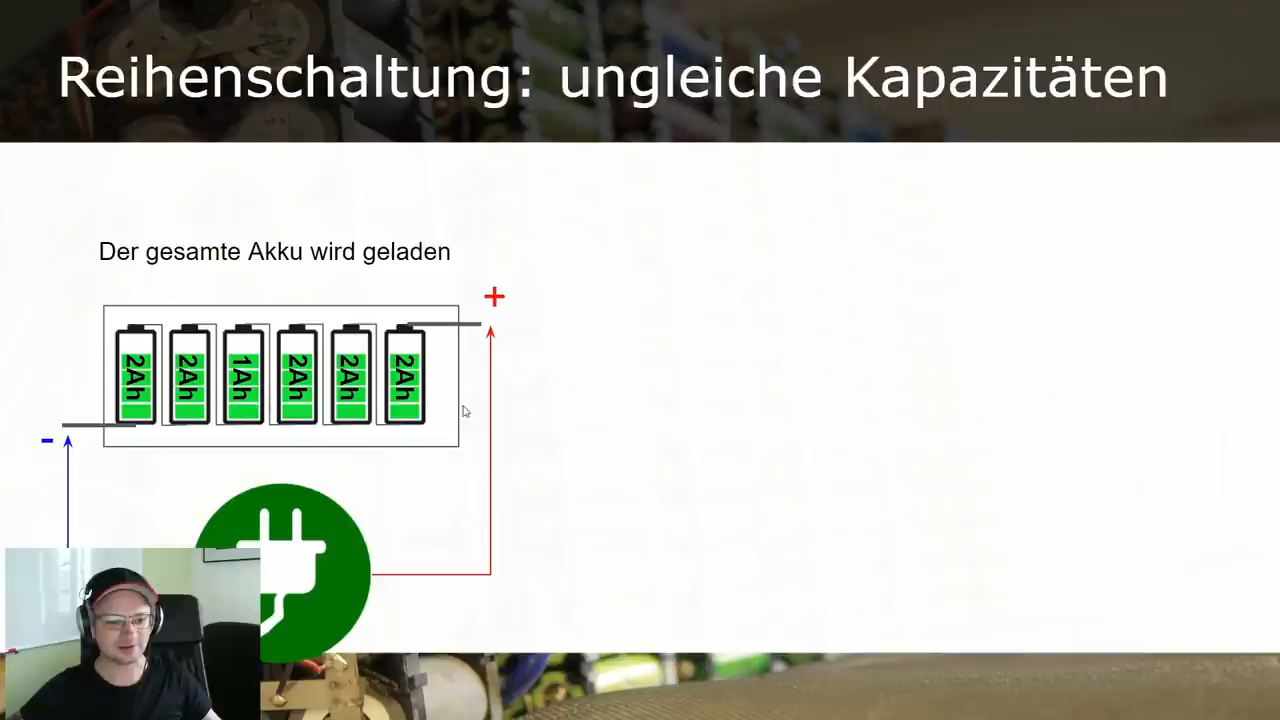 Reihenschaltung: ungleiche Kapazitäten
Der gesamte Akku wird geladen
+
2Ah 2Ah 1Ah 2Ah 2Ah 2Ah
-